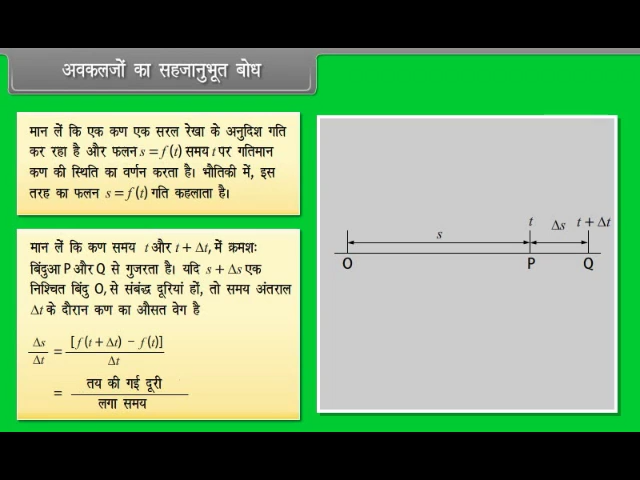 अवकलजों का सहजानुभूत बोध
मान लें कि एक कण एक सरल रेखा के अनुदिश गति
कर रहा है और फलन s = f (t) समय t पर गतिमान
कण की स्थिति का वर्णन करता है। भौतिकी में, इस
तरह का फलन s = f (t) गति कहलाता है।
मान लें कि कण समय t और t + Δt, में क्रमशः
बिंदुआ P और Q से गुजरता है। यदि s + Δs एक
निश्चित बिंदु O, से संबंद्ध दूरियां हों, तो समय अंतराल
Δt के दौरान कण का औसत वेग है
Δs/Δt = [f (t + Δt) − f (t)]/Δt
= तय की गई दूरी
लगा समय
t Δs t + Δt
s
O P Q